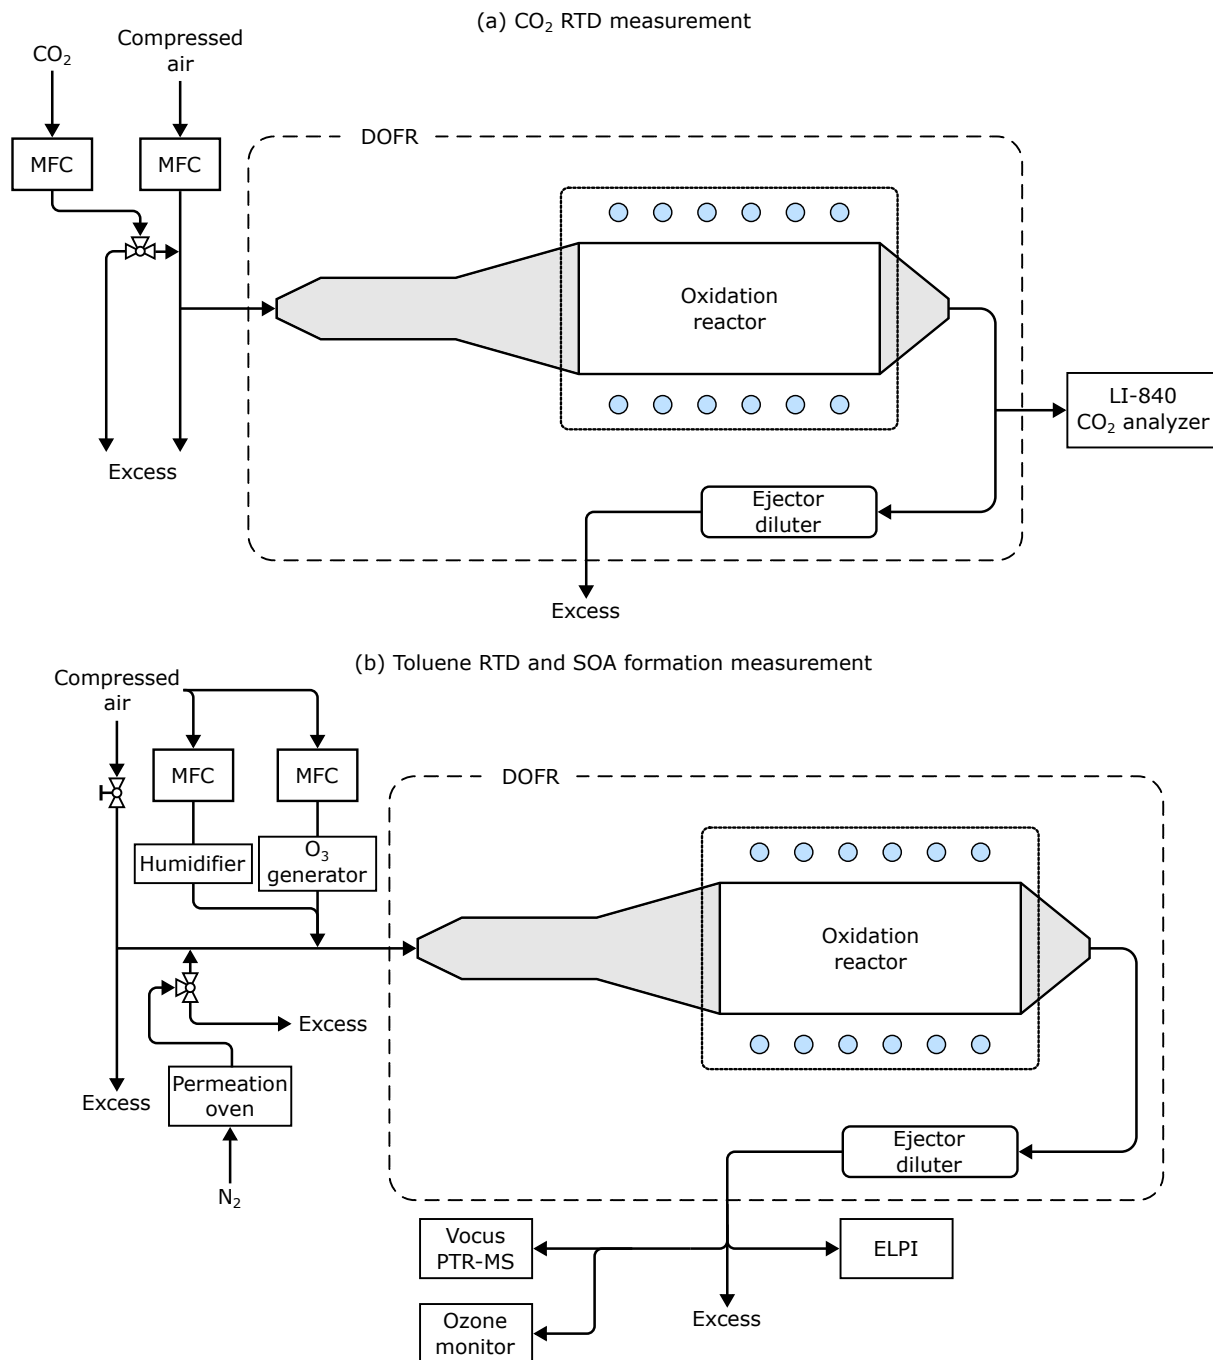 (a) CO₂ RTD measurement
CO₂
Compressed
air
MFC
MFC
DOFR
Oxidation
reactor
LI-840
CO₂ analyzer
Excess
Ejector
diluter
Excess
(b) Toluene RTD and SOA formation measurement
Compressed
air
MFC
MFC
DOFR
Humidifier
O₃
generator
Oxidation
reactor
Excess
Permeation
oven
Excess
N₂
Ejector
diluter
Vocus
PTR-MS
ELPI
Excess
Ozone
monitor